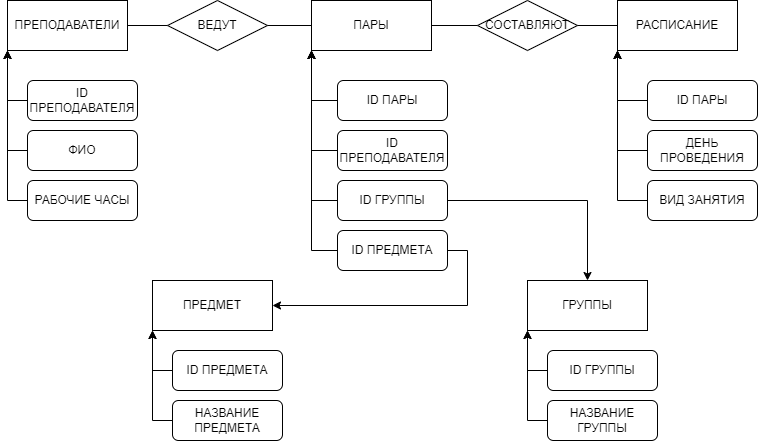 ПРЕПОДАВАТЕЛИ
ВЕДУТ
ПАРЫ
СОСТАВЛЯЮТ
РАСПИСАНИЕ
ID
ПРЕПОДАВАТЕЛЯ
ФИО
РАБОЧИЕ ЧАСЫ
ID ПАРЫ
ID
ПРЕПОДАВАТЕЛЯ
ID ГРУППЫ
ID ПРЕДМЕТА
ID ПАРЫ
ДЕНЬ
ПРОВЕДЕНИЯ
ВИД ЗАНЯТИЯ
ПРЕДМЕТ
ID ПРЕДМЕТА
НАЗВАНИЕ
ПРЕДМЕТА
ГРУППЫ
ID ГРУППЫ
НАЗВАНИЕ
ГРУППЫ